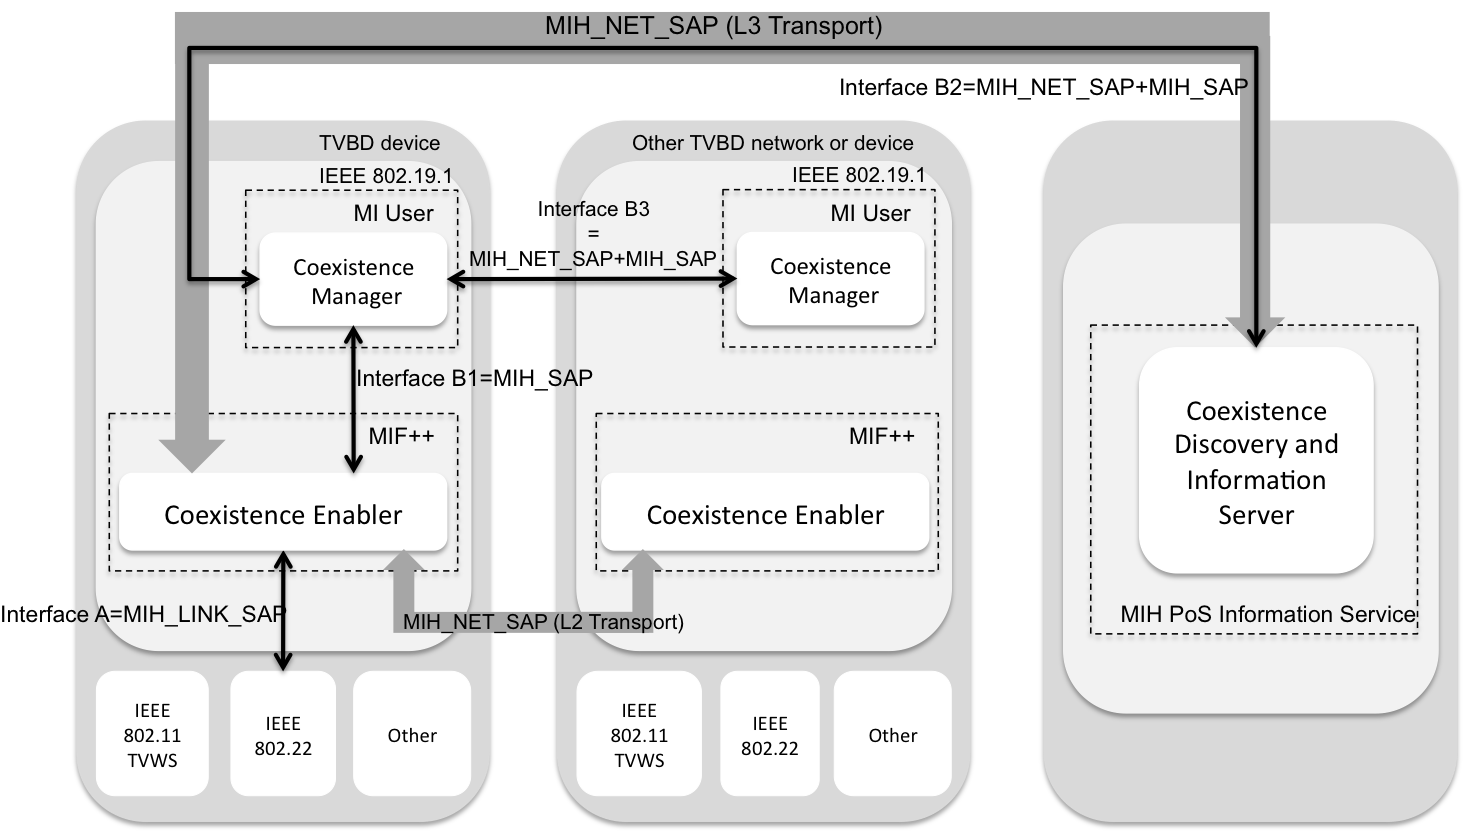 MIH_NET_SAP (L3 Transport)
Interface B2=MIH_NET_SAP+MIH_SAP
TVBD device
IEEE 802.19.1
MI User
Coexistence
Manager
Interface B3
=
MIH_NET_SAP+MIH_SAP
Other TVBD network or device
IEEE 802.19.1
MI User
Coexistence
Manager
Interface B1=MIH_SAP
MIF++
Coexistence Enabler
MIF++
Coexistence Enabler
Coexistence
Discovery and
Information
Server
MIH PoS Information Service
Interface A=MIH_LINK_SAP
MIH_NET_SAP (L2 Transport)
IEEE
802.11
TVWS
IEEE
802.22
Other
IEEE
802.11
TVWS
IEEE
802.22
Other